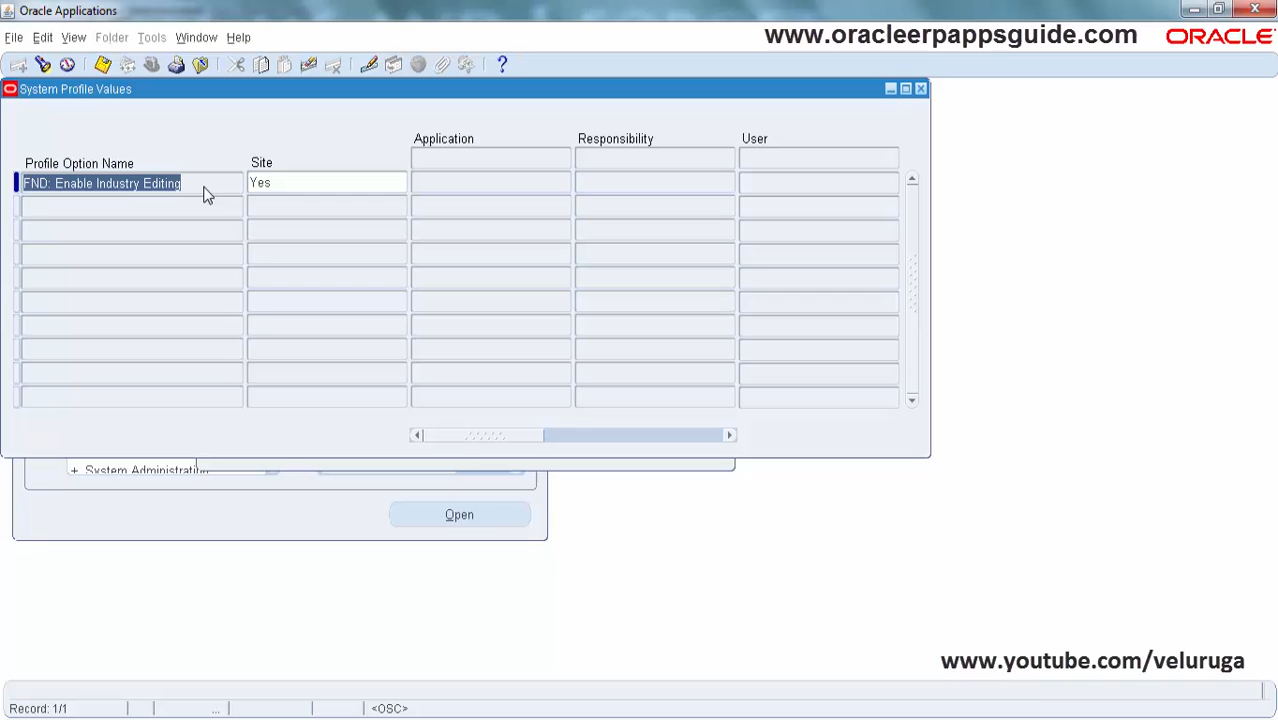 Oracle Applications
File Edit View Folder Tools Window Help
www.oracleerpappsguide.com ORACLE
System Profile Values
Application Responsibility User
Profile Option Name Site
FND: Enable Industry Editing Yes
+ System Administration
Open
www.youtube.com/veluruga
Record: 1/1 ... <OSC>